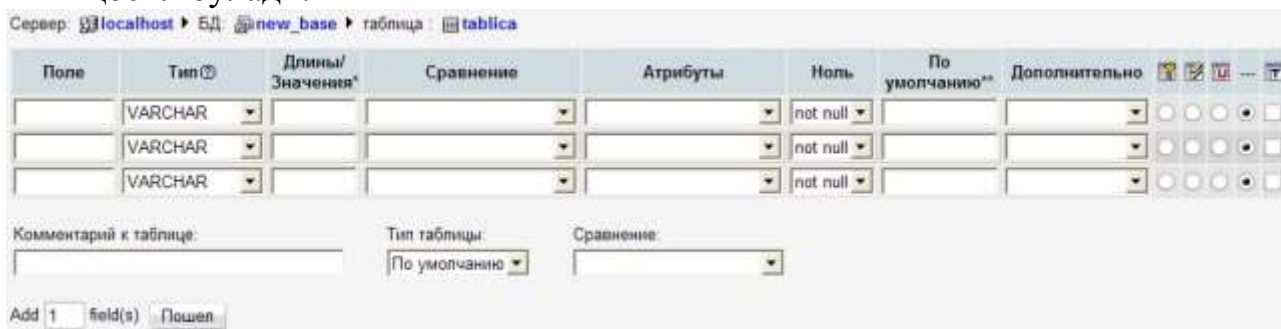 Сервер: localhost ▸ БД: new_base ▸ таблица : tablica
Поле Тип Длины/Значения* Сравнение Атрибуты Ноль По умолчанию** Дополнительно ---
VARCHAR not null
VARCHAR not null
VARCHAR not null
Комментарий к таблице: Тип таблицы: Сравнение:
По умолчанию
Add 1 field(s) Пошел